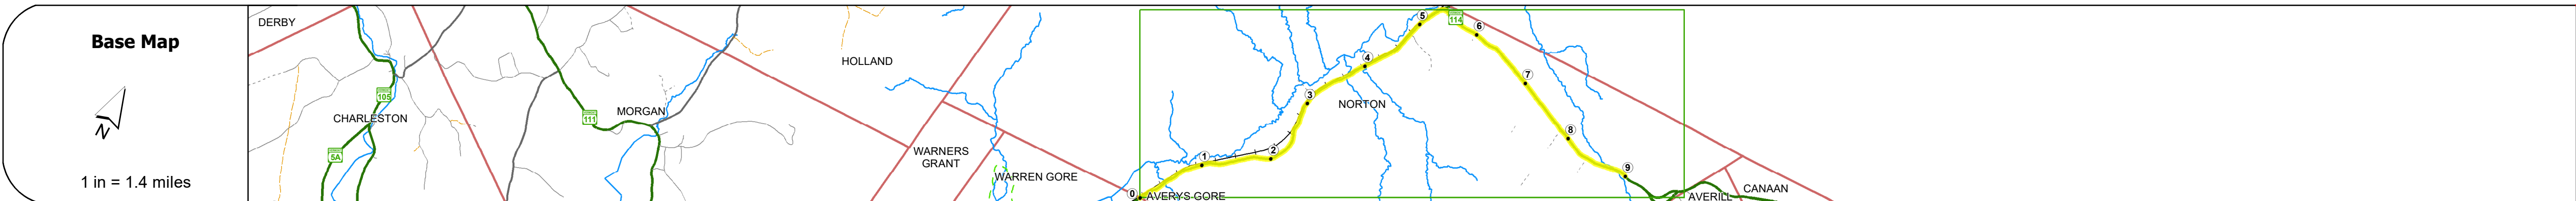 Base Map
N
1 in = 1.4 miles
DERBY
105
CHARLESTON
5A
111
MORGAN
HOLLAND
WARNERS
GRANT
WARREN GORE
0
AVERYS GORE
1
2
3
NORTON
4
5
114
6
7
8
9
AVERILL
CANAAN